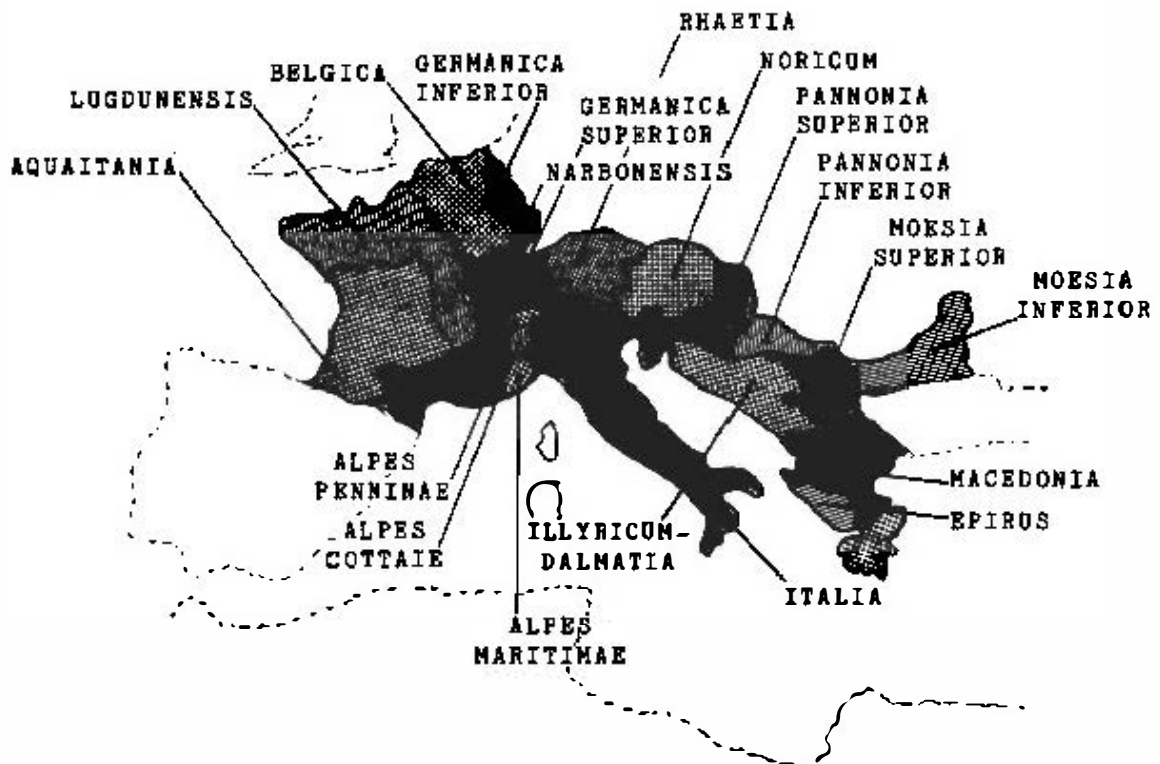 RHAETIA
BELGICA
GERMANICA
INFERIOR
NORICUM
LUGDUNENSIS
GERMANICA
SUPERIOR
PANNONIA
SUPERIOR
AQUAITANIA
NARBONENSIS
PANNONIA
INFERIOR
MOESIA
SUPERIOR
MOESIA
INFERIOR
ALPES
PENNINAE
MACEDONIA
EPIRUS
ALPES
COTTAIE
ILLYRICUM-
DALMATIA
ITALIA
ALPES
MARITIMAE